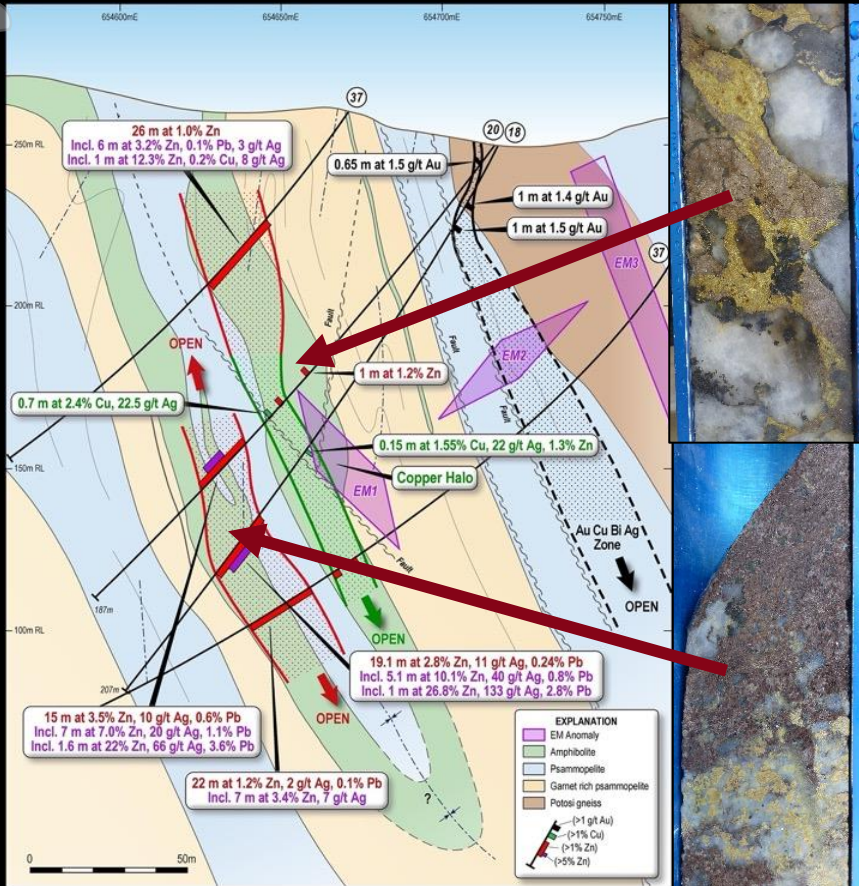 654600mE
654650mE
654700mE
654750mE
37
20
18
26 m at 1.0% Zn
Incl. 6 m at 3.2% Zn, 0.1% Pb, 3 g/t Ag
Incl. 1 m at 12.3% Zn, 0.2% Cu, 8 g/t Ag
250m RL
0.65 m at 1.5 g/t Au
1 m at 1.4 g/t Au
1 m at 1.5 g/t Au
37
EM3
200m RL
Fault
Fault
OPEN
EM2
1 m at 1.2% Zn
0.7 m at 2.4% Cu, 22.5 g/t Ag
Fault
0.15 m at 1.55% Cu, 22 g/t Ag, 1.3% Zn
150m RL
Copper Halo
EM1
Au Cu Bi Ag
Zone
Fault
OPEN
187m
100m RL
OPEN
19.1 m at 2.8% Zn, 11 g/t Ag, 0.24% Pb
Incl. 5.1 m at 10.1% Zn, 40 g/t Ag, 0.8% Pb
Incl. 1 m at 26.8% Zn, 133 g/t Ag, 2.8% Pb
207m
OPEN
15 m at 3.5% Zn, 10 g/t Ag, 0.6% Pb
Incl. 7 m at 7.0% Zn, 20 g/t Ag, 1.1% Pb
Incl. 1.6 m at 22% Zn, 66 g/t Ag, 3.6% Pb
22 m at 1.2% Zn, 2 g/t Ag, 0.1% Pb
Incl. 7 m at 3.4% Zn, 7 g/t Ag
?
EXPLANATION
EM Anomaly
Amphibolite
Psammopelite
Garnet rich psammopelite
Potosi gneiss
(>1 g/t Au)
(>1% Cu)
(>1% Zn)
(>5% Zn)
0
50m